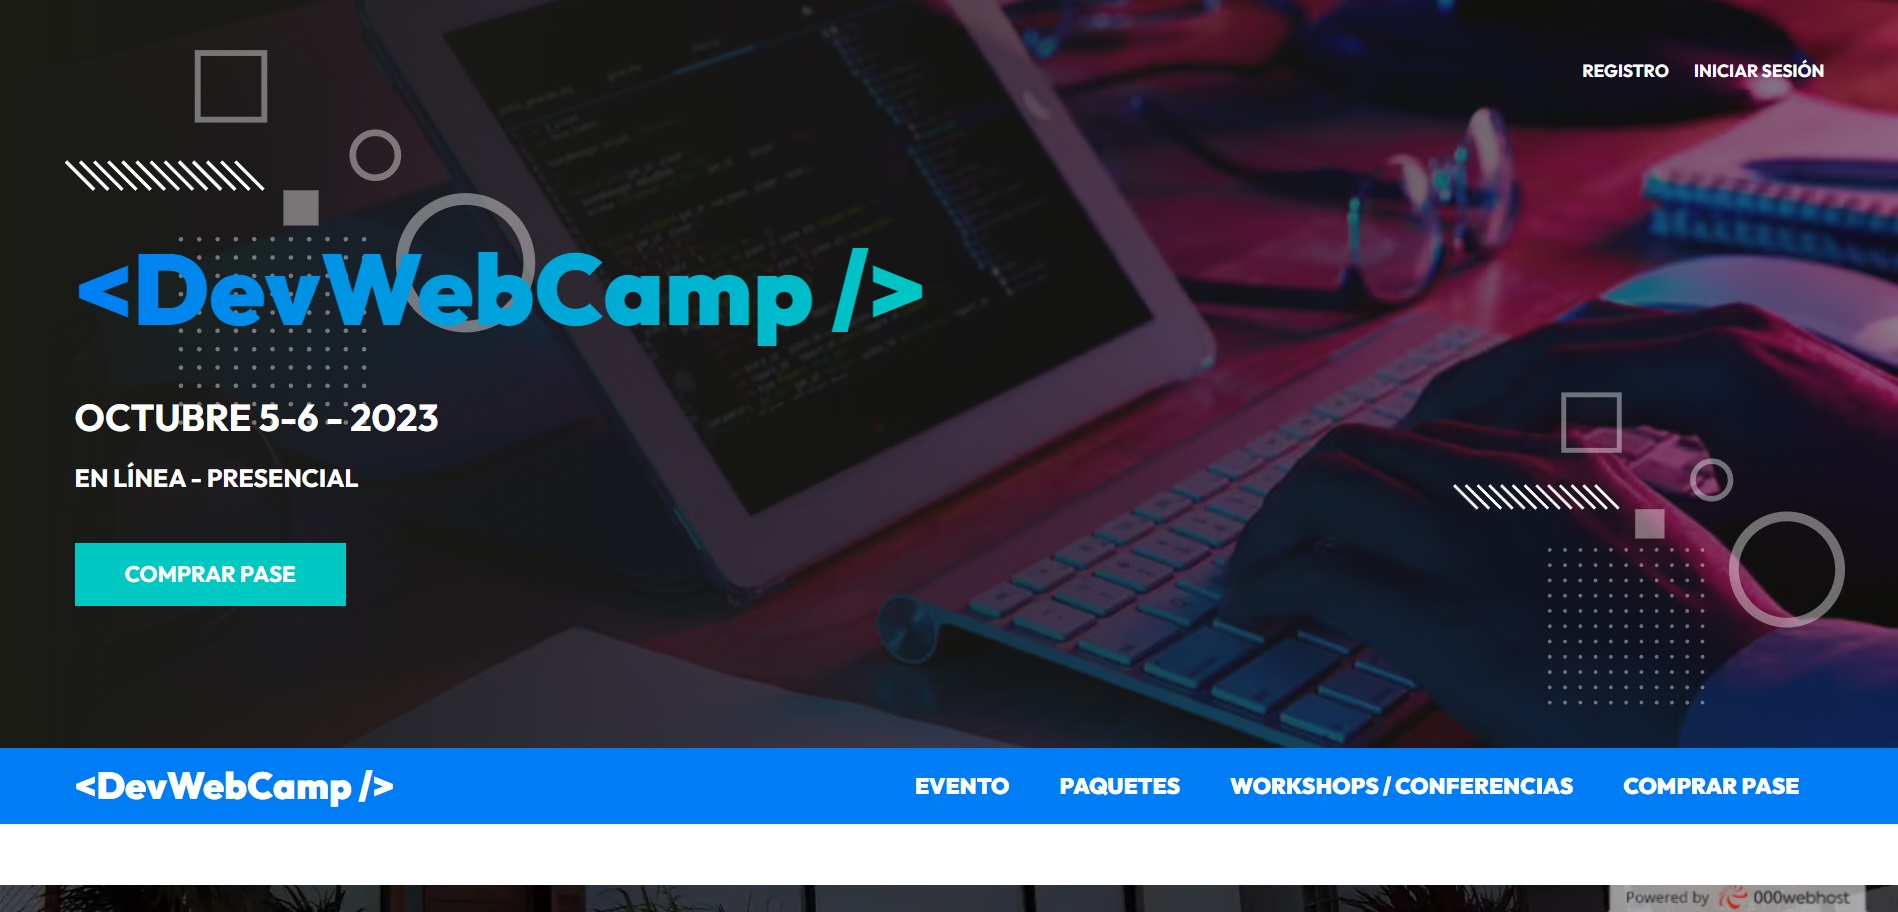 REGISTRO INICIAR SESIÓN
<DevWebCamp />
OCTUBRE 5-6 - 2023
EN LÍNEA - PRESENCIAL
COMPRAR PASE
<DevWebCamp /> EVENTO PAQUETES WORKSHOPS / CONFERENCIAS COMPRAR PASE
Powered by 000webhost